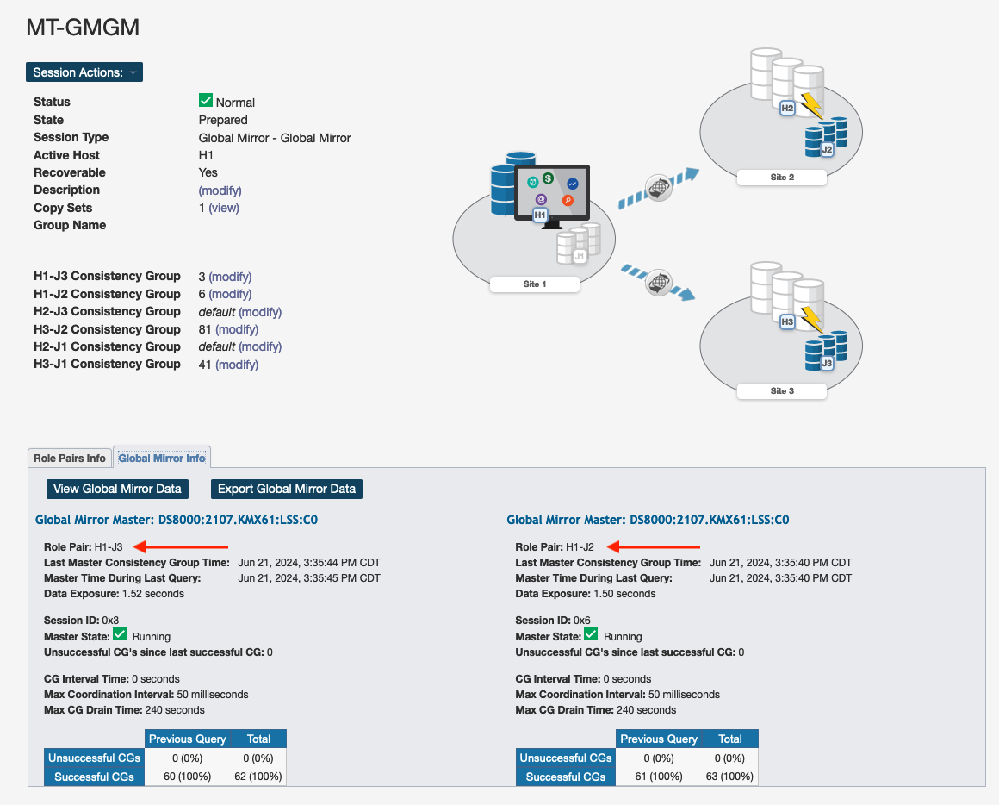 MT-GMGM
Session Actions:
Status Normal
State Prepared
Session Type Global Mirror - Global Mirror
Active Host H1
Recoverable Yes
Description (modify)
Copy Sets 1 (view)
Group Name
H1-J3 Consistency Group 3 (modify)
H1-J2 Consistency Group 6 (modify)
H2-J3 Consistency Group default (modify)
H3-J2 Consistency Group 81 (modify)
H2-J1 Consistency Group default (modify)
H3-J1 Consistency Group 41 (modify)
H1
J1
Site 1
H2
J2
Site 2
H3
J3
Site 3
Role Pairs Info Global Mirror Info
View Global Mirror Data Export Global Mirror Data
Global Mirror Master: DS8000:2107.KMX61:LSS:C0
Role Pair: H1-J3
Last Master Consistency Group Time: Jun 21, 2024, 3:35:44 PM CDT
Master Time During Last Query: Jun 21, 2024, 3:35:45 PM CDT
Data Exposure: 1.52 seconds
Session ID: 0x3
Master State: Running
Unsuccessful CG's since last successful CG: 0
CG Interval Time: 0 seconds
Max Coordination Interval: 50 milliseconds
Max CG Drain Time: 240 seconds
Previous Query Total
Unsuccessful CGs 0 (0%) 0 (0%)
Successful CGs 60 (100%) 62 (100%)
Global Mirror Master: DS8000:2107.KMX61:LSS:C0
Role Pair: H1-J2
Last Master Consistency Group Time: Jun 21, 2024, 3:35:40 PM CDT
Master Time During Last Query: Jun 21, 2024, 3:35:40 PM CDT
Data Exposure: 1.50 seconds
Session ID: 0x6
Master State: Running
Unsuccessful CG's since last successful CG: 0
CG Interval Time: 0 seconds
Max Coordination Interval: 50 milliseconds
Max CG Drain Time: 240 seconds
Previous Query Total
Unsuccessful CGs 0 (0%) 0 (0%)
Successful CGs 61 (100%) 63 (100%)